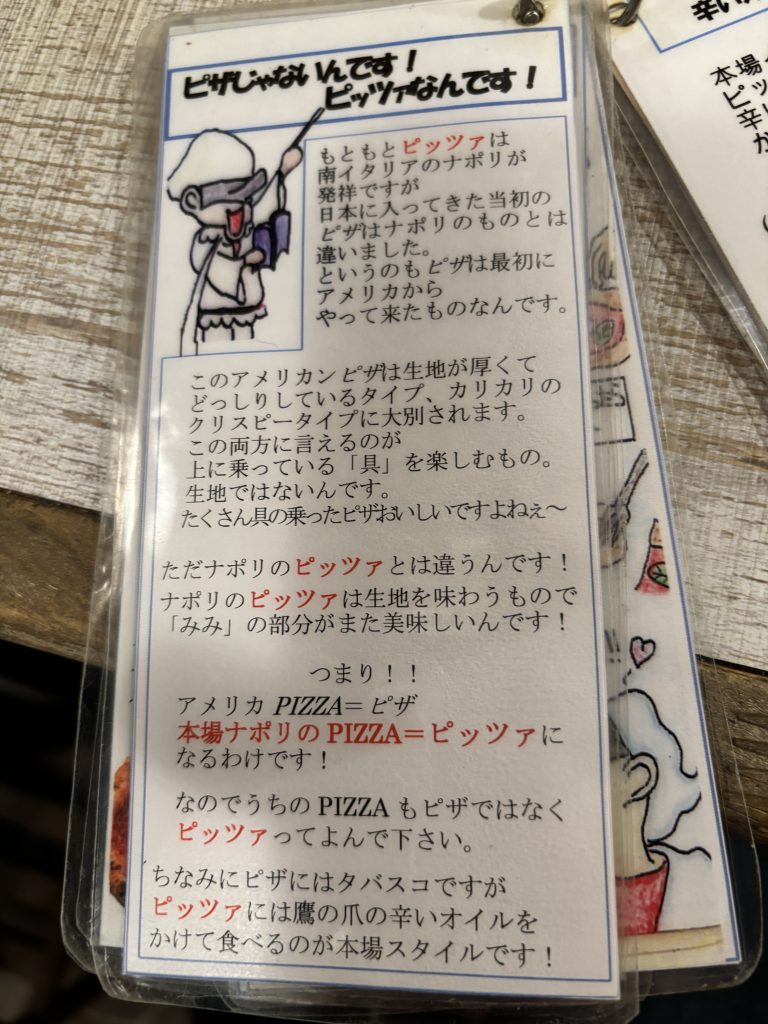 ピザじゃないんです！
ピッツァなんです！
もともとピッツァは
南イタリアのナポリが
発祥ですが
日本に入ってきた当初の
ピザはナポリのものとは
違いました。
というのもピザは最初に
アメリカから
やって来たものなんです。
このアメリカンピザは生地が厚くて
どっしりしているタイプ、カリカリの
クリスピータイプに大別されます。
この両方に言えるのが
上に乗っている「具」を楽しむもの。
生地ではないんです。
たくさん具の乗ったピザおいしいですよねぇ～
ただナポリのピッツァとは違うんです！
ナポリのピッツァは生地を味わうもので
「みみ」の部分がまた美味しいんです！
つまり！！
アメリカ PIZZA＝ピザ
本場ナポリの PIZZA＝ピッツァに
なるわけです！
なのでうちの PIZZA もピザではなく
ピッツァってよんで下さい。
ちなみにピザにはタバスコですが
ピッツァには鷹の爪の辛いオイルを
かけて食べるのが本場スタイルです！
本場
ピッ
辛い